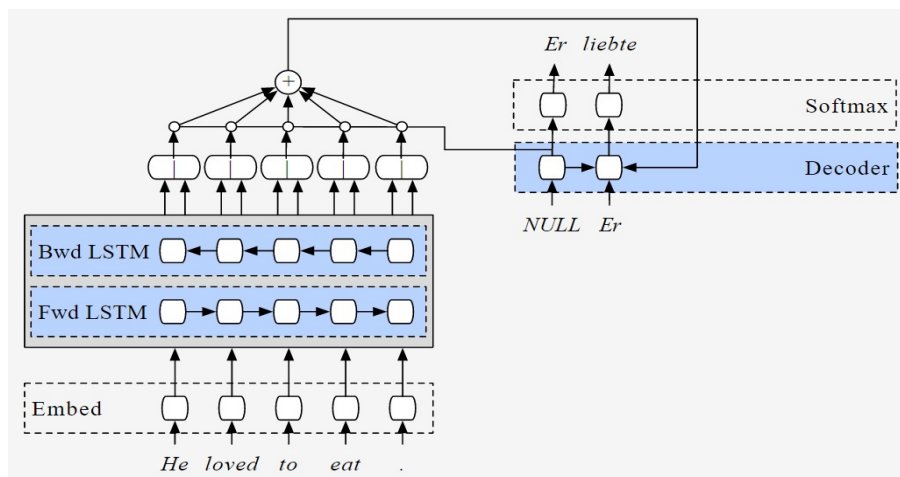 Er liebte
Softmax
Decoder
NULL Er
+
Bwd LSTM
Fwd LSTM
Embed
He loved to eat .